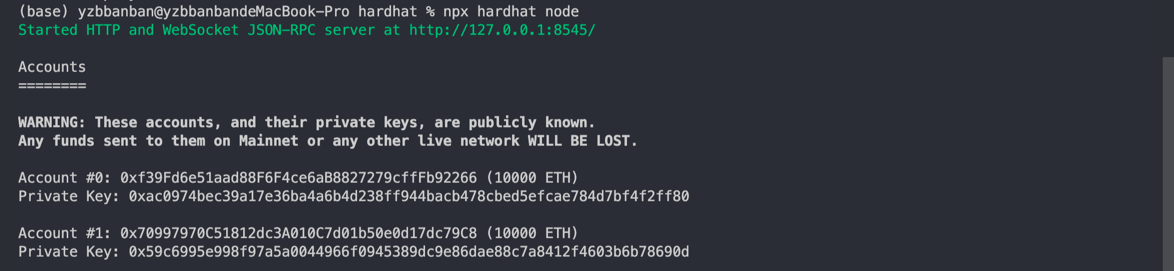 (base) yzbbanban@yzbbanbandeMacBook-Pro hardhat % npx hardhat node
Started HTTP and WebSocket JSON-RPC server at http://127.0.0.1:8545/
Accounts
========
WARNING: These accounts, and their private keys, are publicly known.
Any funds sent to them on Mainnet or any other live network WILL BE LOST.
Account #0: 0xf39Fd6e51aad88F6F4ce6aB8827279cffFb92266 (10000 ETH)
Private Key: 0xac0974bec39a17e36ba4a6b4d238ff944bacb478cbed5efcae784d7bf4f2ff80
Account #1: 0x70997970C51812dc3A010C7d01b50e0d17dc79C8 (10000 ETH)
Private Key: 0x59c6995e998f97a5a0044966f0945389dc9e86dae88c7a8412f4603b6b78690d